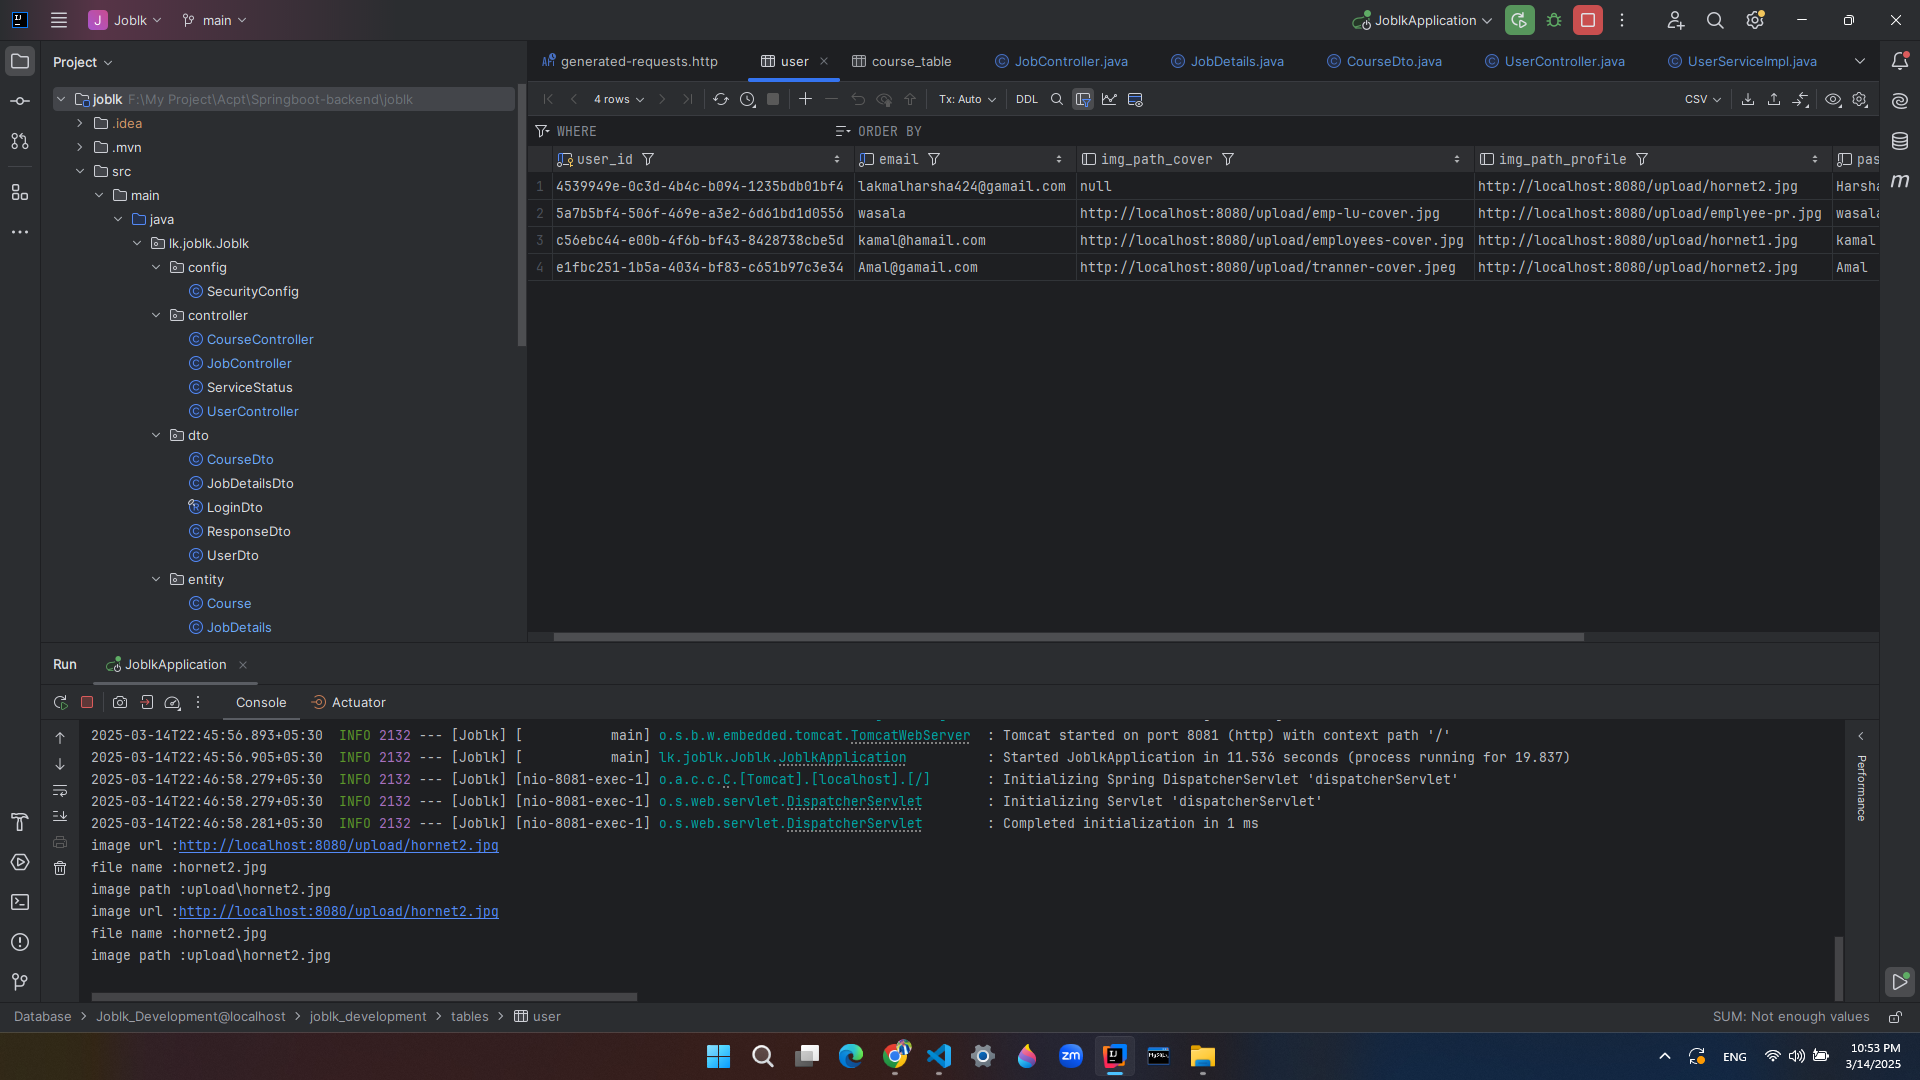 J Joblk main JoblkApplication
Project
generated-requests.http user course_table JobController.java JobDetails.java CourseDto.java UserController.java UserServiceImpl.java
joblk F:\My Project\Acpt\Springboot-backend\joblk
4 rows Tx: Auto DDL CSV
.idea
WHERE ORDER BY
.mvn
user_id email img_path_cover img_path_profile pas
src
1 4539949e-0c3d-4b4c-b094-1235bdb01bf4 lakmalharsha424@gamail.com null http://localhost:8080/upload/hornet2.jpg Harsha
main
2 5a7b5bf4-506f-469e-a3e2-6d61bd1d0556 wasala http://localhost:8080/upload/emp-lu-cover.jpg http://localhost:8080/upload/emplyee-pr.jpg wasala
java
3 c56ebc44-e00b-4f6b-bf43-8428738cbe5d kamal@hamail.com http://localhost:8080/upload/employees-cover.jpg http://localhost:8080/upload/hornet1.jpg kamal
lk.joblk.Joblk
4 e1fbc251-1b5a-4034-bf83-c651b97c3e34 Amal@gamail.com http://localhost:8080/upload/tranner-cover.jpeg http://localhost:8080/upload/hornet2.jpg Amal
config
SecurityConfig
controller
CourseController
JobController
ServiceStatus
UserController
dto
CourseDto
JobDetailsDto
LoginDto
ResponseDto
UserDto
entity
Course
JobDetails
Run JoblkApplication
Console Actuator
2025-03-14T22:45:56.893+05:30 INFO 2132 --- [Joblk] [ main] o.s.b.w.embedded.tomcat.TomcatWebServer : Tomcat started on port 8081 (http) with context path '/'
2025-03-14T22:45:56.905+05:30 INFO 2132 --- [Joblk] [ main] lk.joblk.Joblk.JoblkApplication : Started JoblkApplication in 11.536 seconds (process running for 19.837)
2025-03-14T22:46:58.279+05:30 INFO 2132 --- [Joblk] [nio-8081-exec-1] o.a.c.c.C.[Tomcat].[localhost].[/] : Initializing Spring DispatcherServlet 'dispatcherServlet'
2025-03-14T22:46:58.279+05:30 INFO 2132 --- [Joblk] [nio-8081-exec-1] o.s.web.servlet.DispatcherServlet : Initializing Servlet 'dispatcherServlet'
2025-03-14T22:46:58.281+05:30 INFO 2132 --- [Joblk] [nio-8081-exec-1] o.s.web.servlet.DispatcherServlet : Completed initialization in 1 ms
image url :http://localhost:8080/upload/hornet2.jpg
file name :hornet2.jpg
image path :upload\hornet2.jpg
image url :http://localhost:8080/upload/hornet2.jpg
file name :hornet2.jpg
image path :upload\hornet2.jpg
Performance
Database Joblk_Development@localhost joblk_development tables user SUM: Not enough values
ENG 10:53 PM
3/14/2025